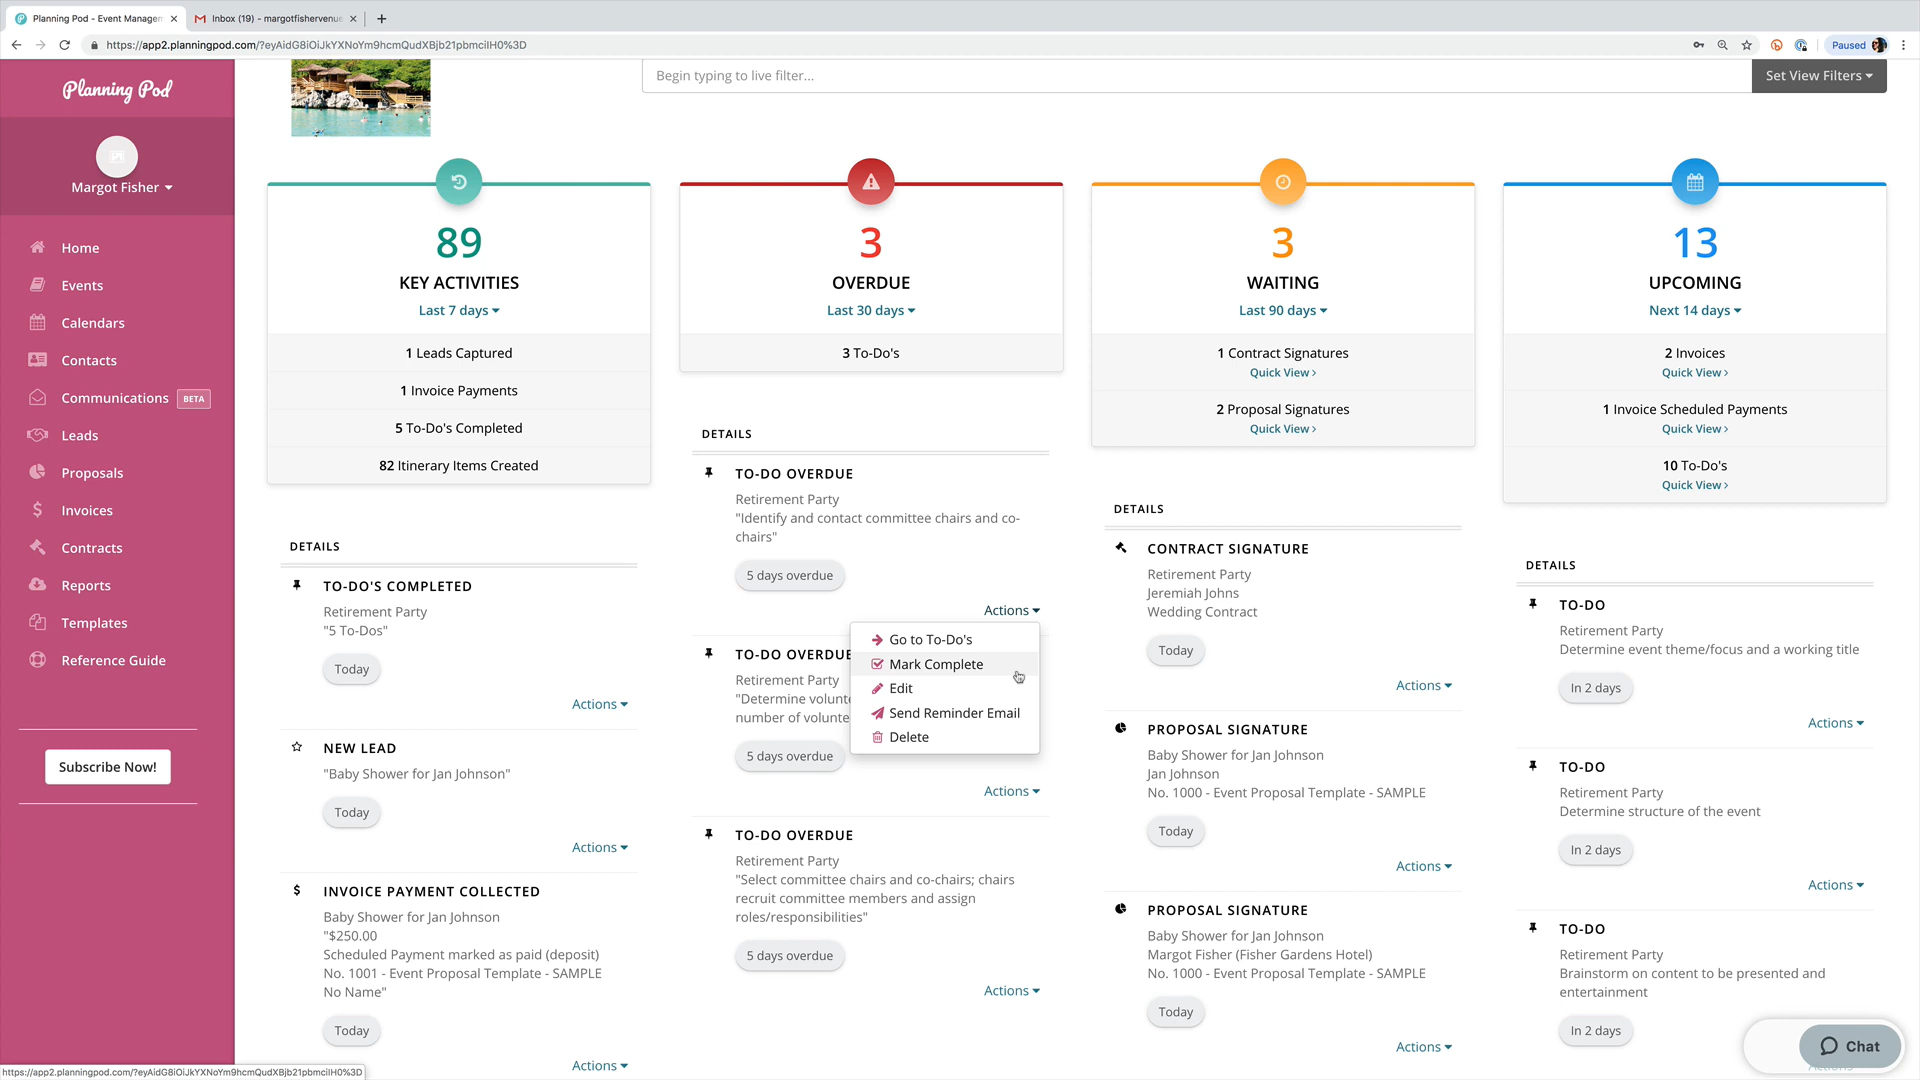 Planning Pod - Event Managem
Inbox (19) - margotfishervenue
https://app2.planningpod.com/?eyAidG8iOiJkYXNoYm9hcmQudXBjb21pbmciIH0%3D
Paused
Planning Pod
Margot Fisher
Home
Events
Calendars
Contacts
Communications BETA
Leads
Proposals
Invoices
Contracts
Reports
Templates
Reference Guide
Subscribe Now!
Begin typing to live filter...
Set View Filters
89
KEY ACTIVITIES
Last 7 days
1 Leads Captured
1 Invoice Payments
5 To-Do's Completed
82 Itinerary Items Created
DETAILS
TO-DO'S COMPLETED
Retirement Party
"5 To-Dos"
Today
Actions
NEW LEAD
"Baby Shower for Jan Johnson"
Today
Actions
INVOICE PAYMENT COLLECTED
Baby Shower for Jan Johnson
"$250.00
Scheduled Payment marked as paid (deposit)
No. 1001 - Event Proposal Template - SAMPLE
No Name"
Today
Actions
3
OVERDUE
Last 30 days
3 To-Do's
DETAILS
TO-DO OVERDUE
Retirement Party
"Identify and contact committee chairs and co-
chairs"
5 days overdue
Actions
Go to To-Do's
Mark Complete
Edit
Send Reminder Email
Delete
TO-DO OVERDUE
Retirement Party
"Determine volunte
number of volunte
5 days overdue
Actions
TO-DO OVERDUE
Retirement Party
"Select committee chairs and co-chairs; chairs
recruit committee members and assign
roles/responsibilities"
5 days overdue
Actions
3
WAITING
Last 90 days
1 Contract Signatures
Quick View
2 Proposal Signatures
Quick View
DETAILS
CONTRACT SIGNATURE
Retirement Party
Jeremiah Johns
Wedding Contract
Today
Actions
PROPOSAL SIGNATURE
Baby Shower for Jan Johnson
Jan Johnson
No. 1000 - Event Proposal Template - SAMPLE
Today
Actions
PROPOSAL SIGNATURE
Baby Shower for Jan Johnson
Margot Fisher (Fisher Gardens Hotel)
No. 1000 - Event Proposal Template - SAMPLE
Today
Actions
13
UPCOMING
Next 14 days
2 Invoices
Quick View
1 Invoice Scheduled Payments
Quick View
10 To-Do's
Quick View
DETAILS
TO-DO
Retirement Party
Determine event theme/focus and a working title
In 2 days
Actions
TO-DO
Retirement Party
Determine structure of the event
In 2 days
Actions
TO-DO
Retirement Party
Brainstorm on content to be presented and
entertainment
In 2 days
Chat
https://app2.planningpod.com/?eyAidG8iOiJkYXNoYm9hcmQudXBjb21pbmciIH0%3D